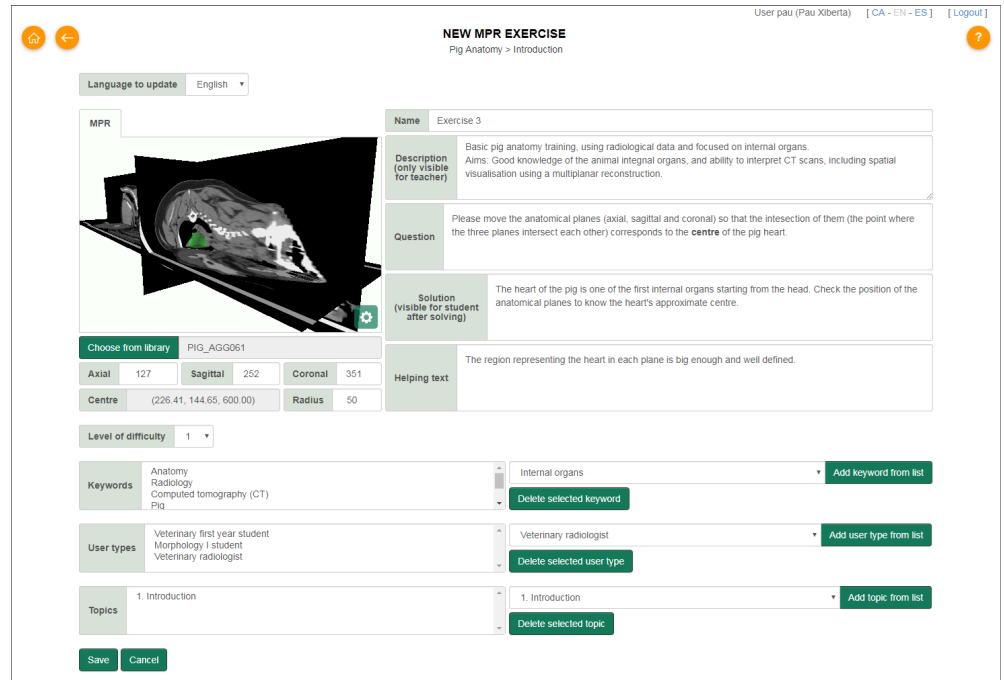 User pau (Pau Xiberta) [ CA - EN - ES ] [ Logout ]
NEW MPR EXERCISE
?
Pig Anatomy > Introduction
Language to update English
MPR
Name Exercise 3
Description
(only visible
for teacher)
Basic pig anatomy training, using radiological data and focused on internal organs.
Aims: Good knowledge of the animal integnal organs, and ability to interpret CT scans, including spatial
visualisation using a multiplanar reconstruction.
Question
Please move the anatomical planes (axial, sagittal and coronal) so that the intesection of them (the point where
the three planes intersect each other) corresponds to the centre of the pig heart.
Solution
(visible for student
after solving)
The heart of the pig is one of the first internal organs starting from the head. Check the position of the
anatomical planes to know the heart's approximate centre.
Choose from library PIG_AGG061
Axial 127 Sagittal 252 Coronal 351
Centre (226.41, 144.65, 600.00) Radius 50
Helping text
The region representing the heart in each plane is big enough and well defined.
Level of difficulty 1
Keywords
Anatomy
Radiology
Computed tomography (CT)
Pig
Internal organs Add keyword from list
Delete selected keyword
User types
Veterinary first year student
Morphology I student
Veterinary radiologist
Veterinary radiologist Add user type from list
Delete selected user type
Topics
1. Introduction
1. Introduction Add topic from list
Delete selected topic
Save Cancel